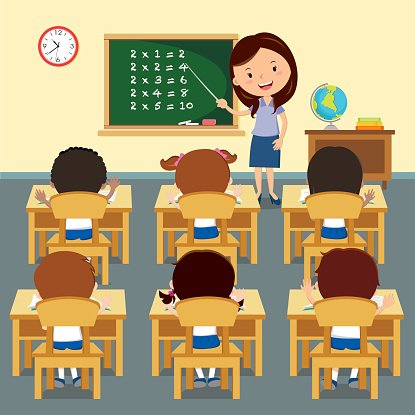 2 x 1 = 2
2 x 2 = 4
2 x 3 = 6
2 x 4 = 8
2 x 5 = 10